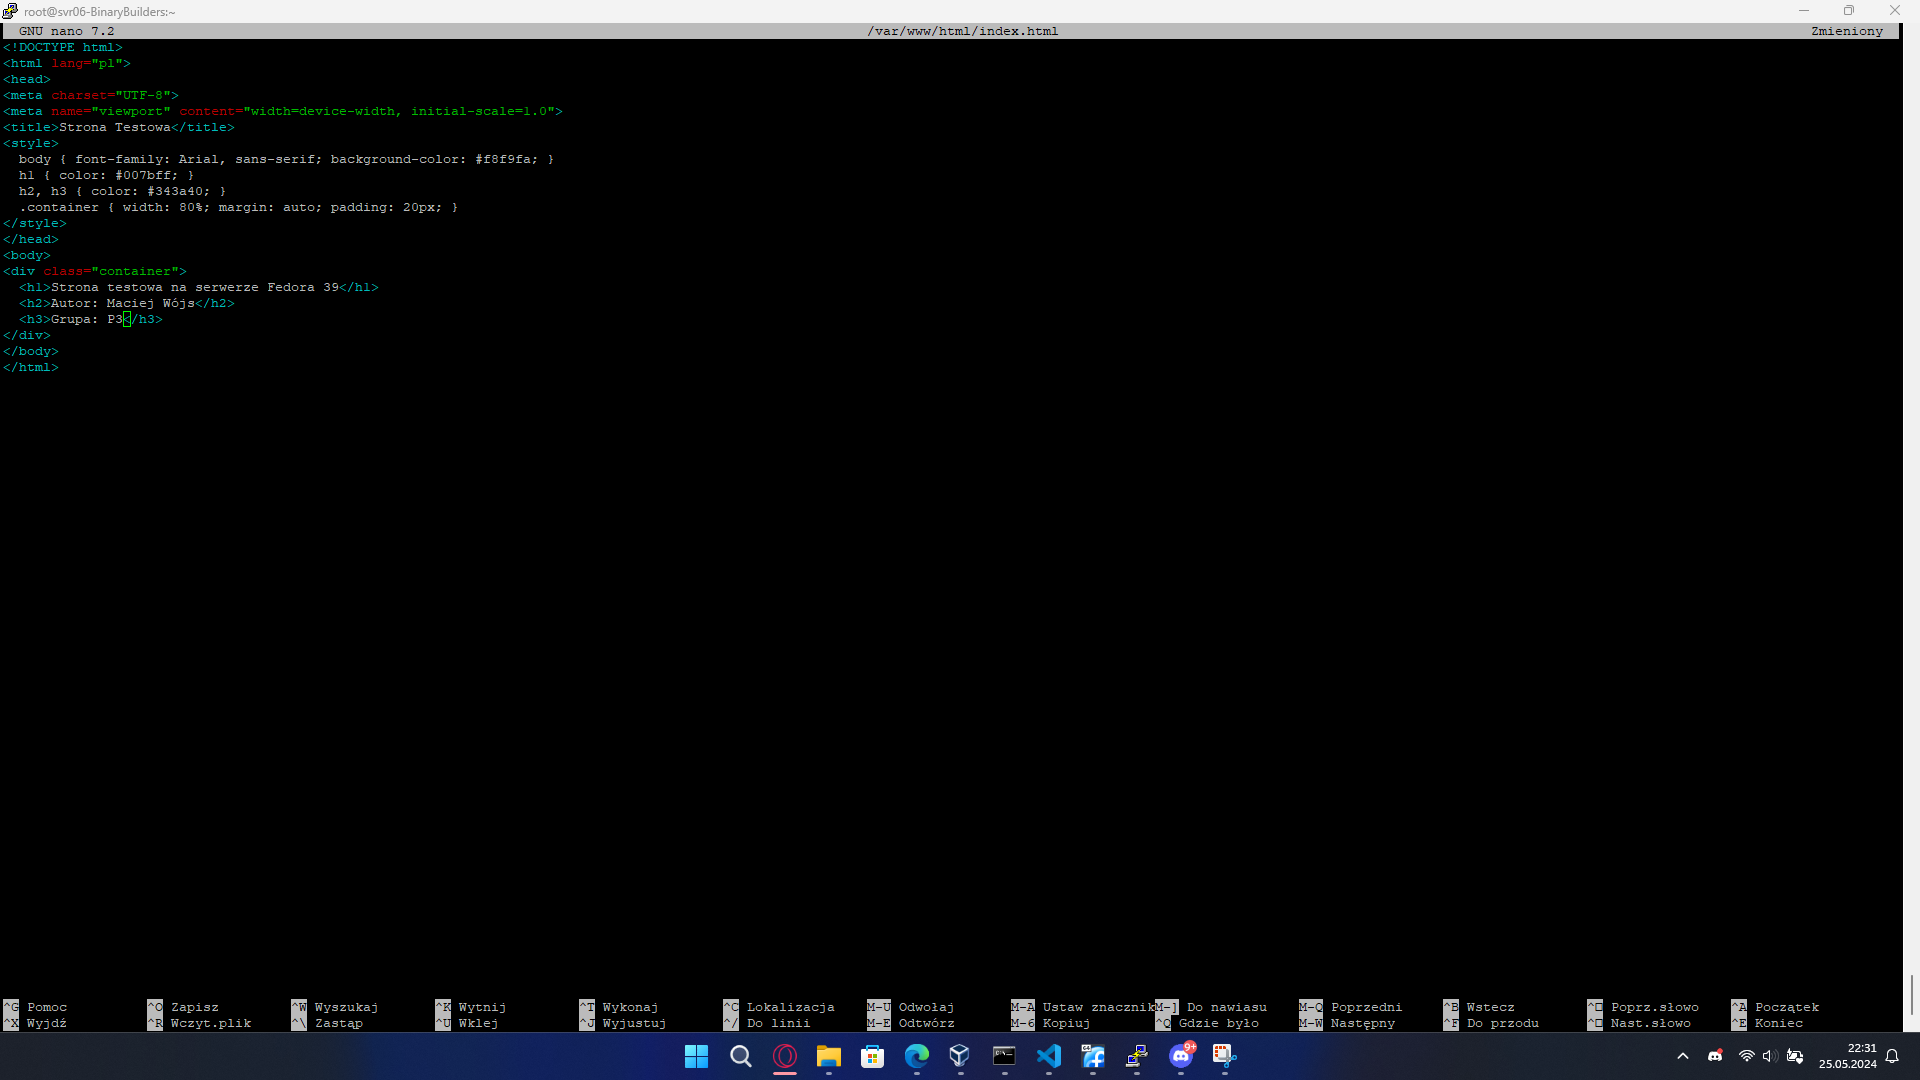 root@svr06-BinaryBuilders:~
GNU nano 7.2 /var/www/html/index.html Zmieniony
<!DOCTYPE html>
<html lang="pl">
<head>
<meta charset="UTF-8">
<meta name="viewport" content="width=device-width, initial-scale=1.0">
<title>Strona Testowa</title>
<style>
  body { font-family: Arial, sans-serif; background-color: #f8f9fa; }
  h1 { color: #007bff; }
  h2, h3 { color: #343a40; }
  .container { width: 80%; margin: auto; padding: 20px; }
</style>
</head>
<body>
<div class="container">
  <h1>Strona testowa na serwerze Fedora 39</h1>
  <h2>Autor: Maciej Wójs</h2>
  <h3>Grupa: P3</h3>
</div>
</body>
</html>
^G Pomoc ^O Zapisz ^W Wyszukaj ^K Wytnij ^T Wykonaj ^C Lokalizacja M-U Odwołaj M-A Ustaw znacznik M-] Do nawiasu M-Q Poprzedni ^B Wstecz ^□ Poprz.słowo ^A Początek
^X Wyjdź ^R Wczyt.plik ^\ Zastąp ^U Wklej ^J Wyjustuj ^/ Do linii M-E Odtwórz M-6 Kopiuj ^Q Gdzie było M-W Następny ^F Do przodu ^□ Nast.słowo ^E Koniec
64
9+
22:31
25.05.2024